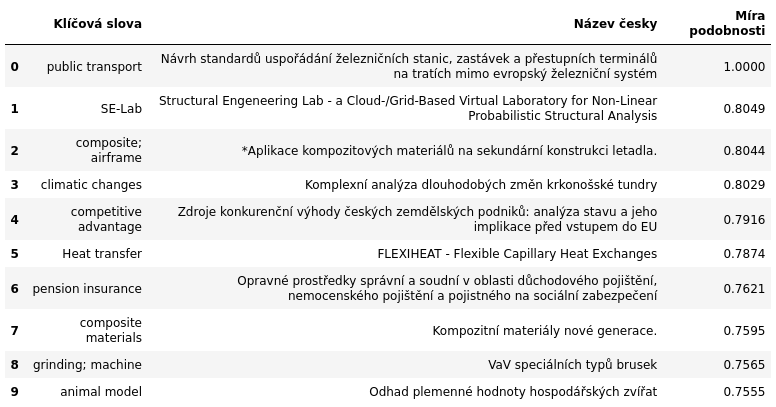 Klíčová slova Název česky Míra podobnosti
0 public transport Návrh standardů uspořádání železničních stanic, zastávek a přestupních terminálů
na tratích mimo evropský železniční systém 1.0000
1 SE-Lab Structural Engeneering Lab - a Cloud-/Grid-Based Virtual Laboratory for Non-Linear
Probabilistic Structural Analysis 0.8049
2 composite; airframe *Aplikace kompozitových materiálů na sekundární konstrukci letadla. 0.8044
3 climatic changes Komplexní analýza dlouhodobých změn krkonošské tundry 0.8029
4 competitive advantage Zdroje konkurenční výhody českých zemědělských podniků: analýza stavu a jeho
implikace před vstupem do EU 0.7916
5 Heat transfer FLEXIHEAT - Flexible Capillary Heat Exchanges 0.7874
6 pension insurance Opravné prostředky správní a soudní v oblasti důchodového pojištění,
nemocenského pojištění a pojistného na sociální zabezpečení 0.7621
7 composite materials Kompozitní materiály nové generace. 0.7595
8 grinding; machine VaV speciálních typů brusek 0.7565
9 animal model Odhad plemenné hodnoty hospodářských zvířat 0.7555